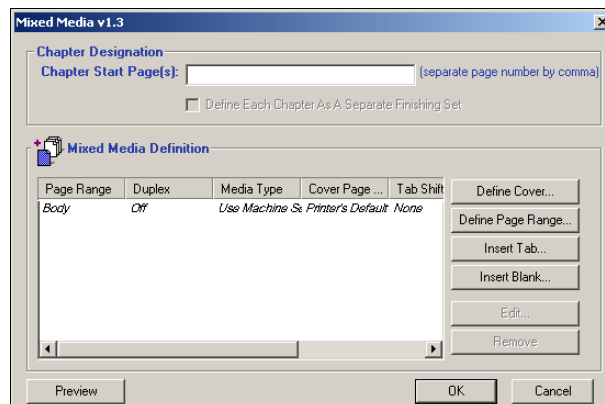 Mixed Media v1.3
Chapter Designation
Chapter Start Page(s): (separate page number by comma)
Define Each Chapter As A Separate Finishing Set
Mixed Media Definition
Page Range Duplex Media Type Cover Page ... Tab Shift
Body Off Use Machine Se Printer's Default None
Define Cover...
Define Page Range...
Insert Tab...
Insert Blank...
Edit...
Remove
Preview OK Cancel